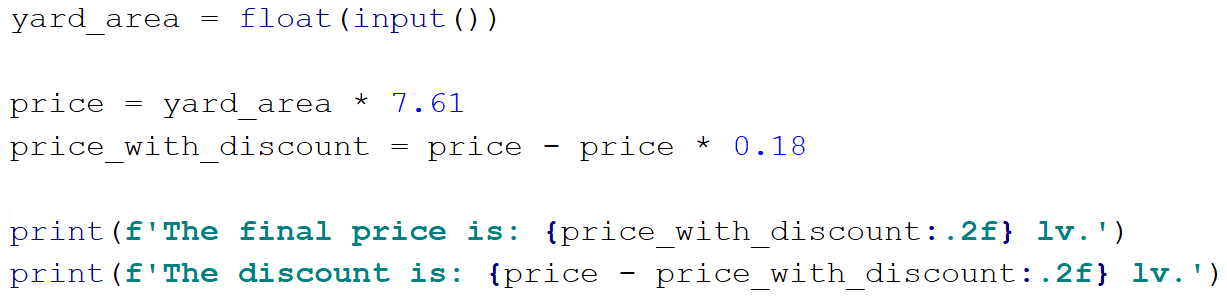 yard_area = float(input())
price = yard_area * 7.61
price_with_discount = price - price * 0.18
print(f'The final price is: {price_with_discount:.2f} lv.')
print(f'The discount is: {price - price_with_discount:.2f} lv.')